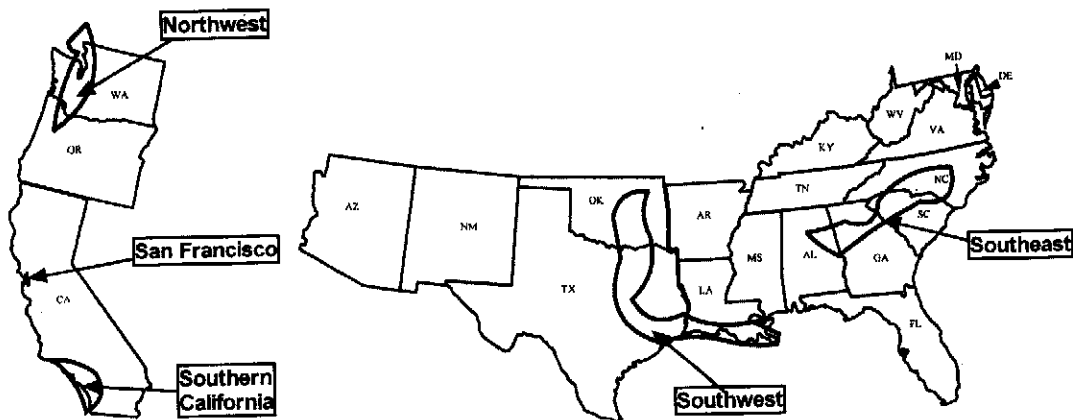 Northwest
WA
OR
San Francisco
CA
Southern
California
AZ
NM
OK
TX
AR
LA
MS
AL
TN
KY
WV
VA
MD
DE
NC
SC
GA
FL
Southeast
Southwest